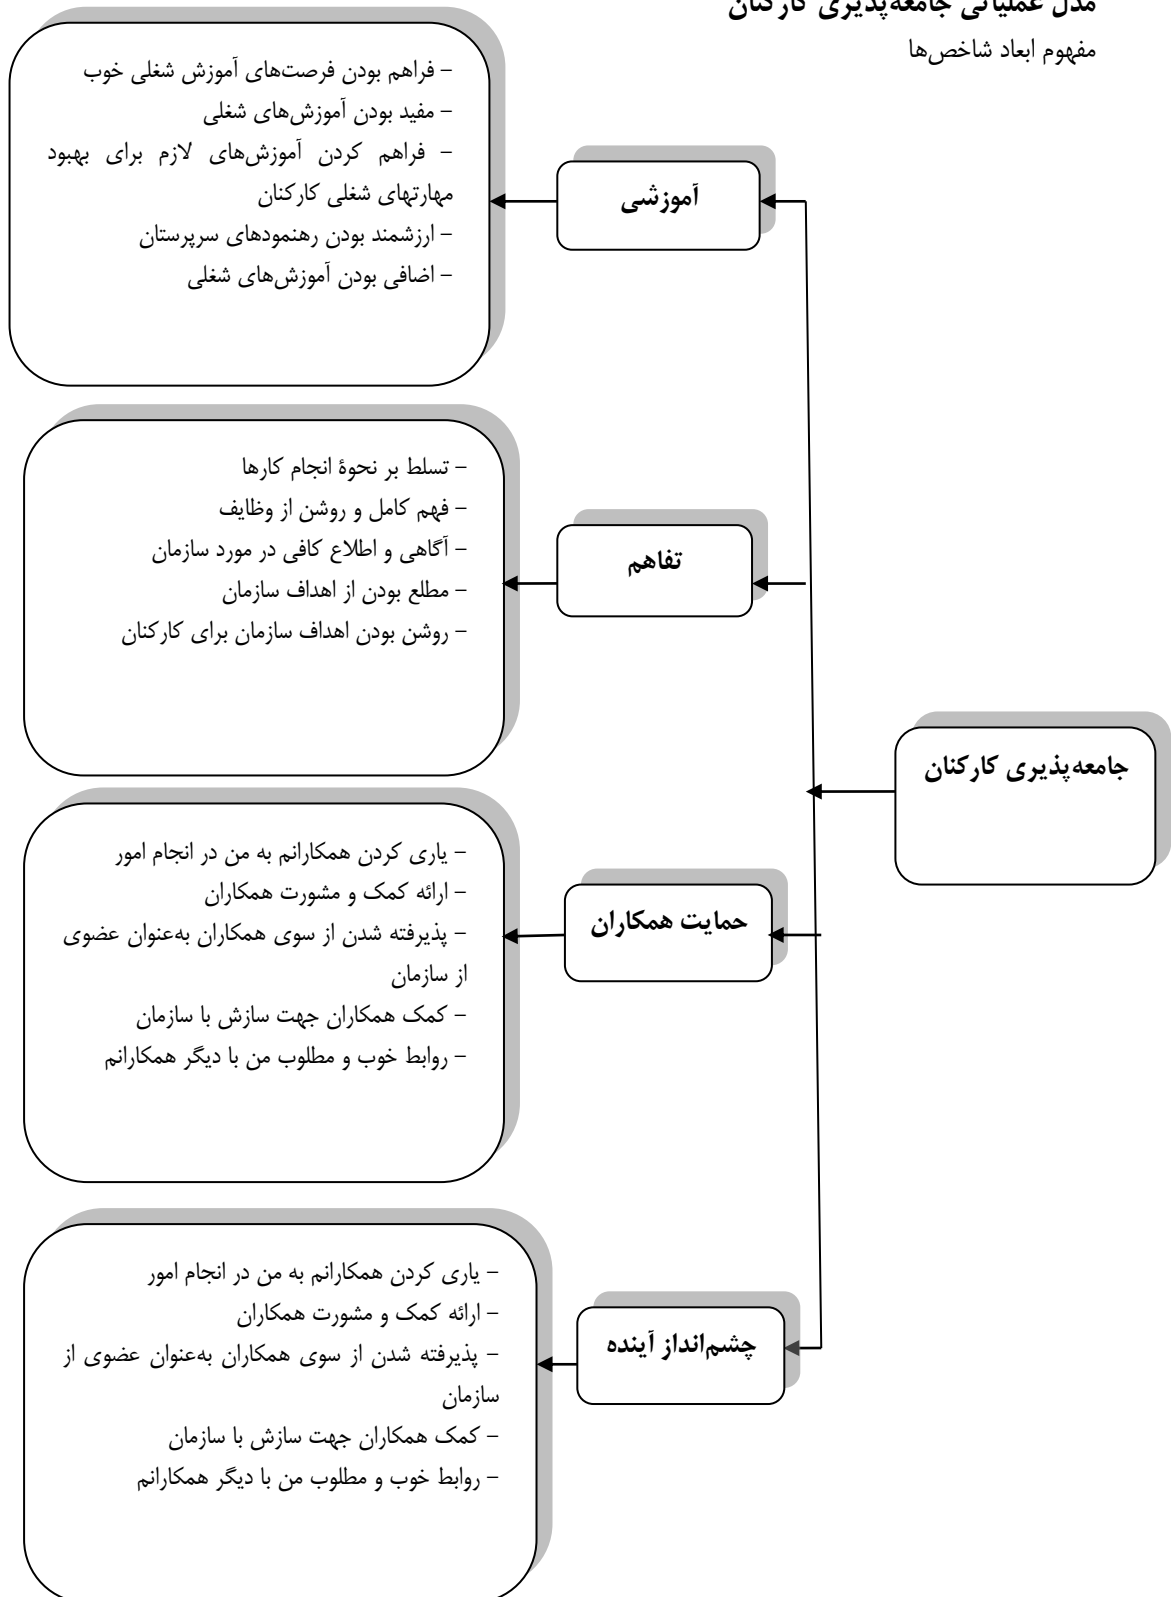 مدل عملیاتی جامعه‌پذیری کارکنان
مفهوم ابعاد شاخص‌ها
جامعه‌پذیری کارکنان
آموزشی
- فراهم بودن فرصت‌های آموزش شغلی خوب
- مفید بودن آموزش‌های شغلی
- فراهم کردن آموزش‌های لازم برای بهبود
مهارتهای شغلی کارکنان
- ارزشمند بودن رهنمودهای سرپرستان
- اضافی بودن آموزش‌های شغلی
تفاهم
- تسلط بر نحوۀ انجام کارها
- فهم کامل و روشن از وظایف
- آگاهی و اطلاع کافی در مورد سازمان
- مطلع بودن از اهداف سازمان
- روشن بودن اهداف سازمان برای کارکنان
حمایت همکاران
- یاری کردن همکارانم به من در انجام امور
- ارائه کمک و مشورت همکاران
- پذیرفته شدن از سوی همکاران به‌عنوان عضوی
از سازمان
- کمک همکاران جهت سازش با سازمان
- روابط خوب و مطلوب من با دیگر همکارانم
چشم‌انداز آینده
- یاری کردن همکارانم به من در انجام امور
- ارائه کمک و مشورت همکاران
- پذیرفته شدن از سوی همکاران به‌عنوان عضوی از
سازمان
- کمک همکاران جهت سازش با سازمان
- روابط خوب و مطلوب من با دیگر همکارانم